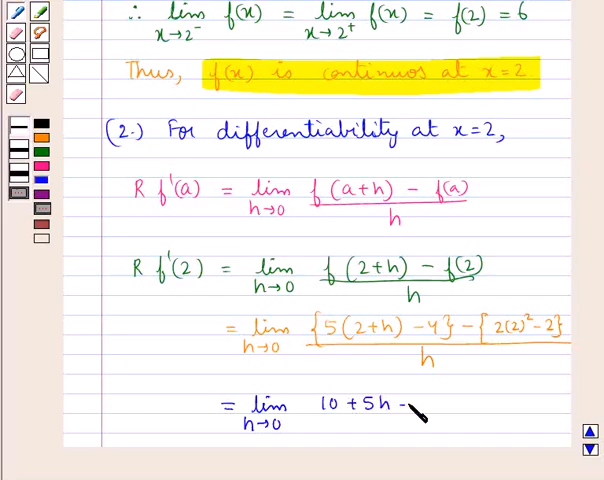 ∴ lim x→2⁻ f(x) = lim x→2⁺ f(x) = f(2) = 6
Thus, f(x) is continuos at x=2.
(2.) For differentiability at x=2,
R f'(a) = lim h→0 f(a+h) - f(a) / h
R f'(2) = lim h→0 f(2+h) - f(2) / h
= lim h→0 {5(2+h) - 4} - {2(2)² - 2} / h
= lim h→0 10 + 5h -